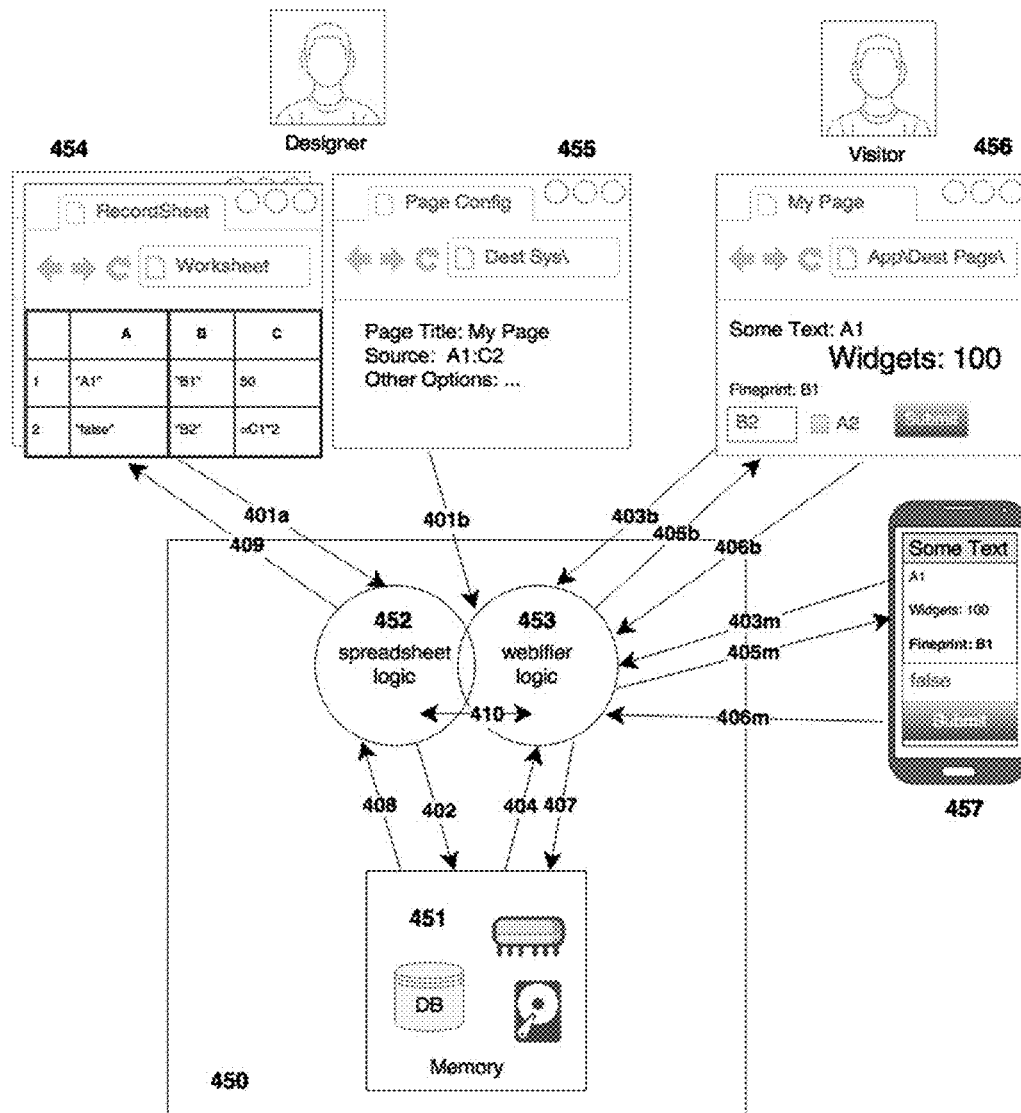 Designer
Visitor
454
455
456
RecordSheet
Worksheet
A B C
1 "A1" "B1" 50
2 "false" "B2" =C1*2
Page Config
Dest Sys\
Page Title: My Page
Source: A1:C2
Other Options: ...
My Page
App\Dest Page\
Some Text: A1
Widgets: 100
Fineprint: B1
B2 A2
401a
409
401b
403b
405b
406b
452
spreadsheet
logic
453
webifier
logic
410
403m
405m
406m
Some Text
A1
Widgets: 100
Fineprint: B1
false
457
408
402
404
407
451
DB
Memory
450